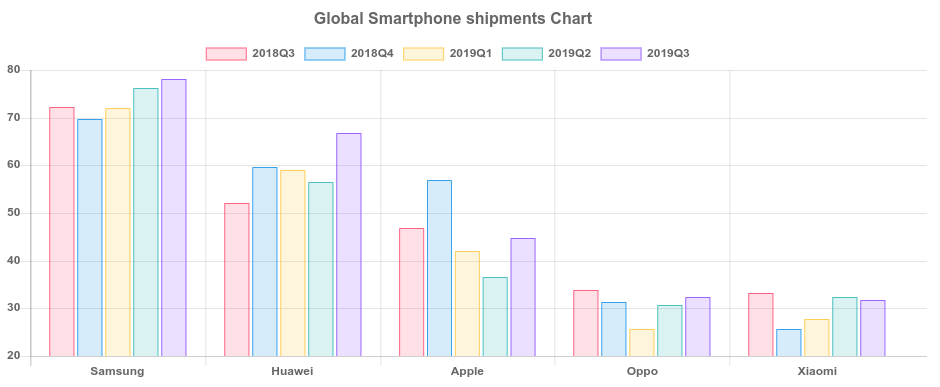 Global Smartphone shipments Chart
2018Q3 2018Q4 2019Q1 2019Q2 2019Q3
80
70
60
50
40
30
20
Samsung Huawei Apple Oppo Xiaomi